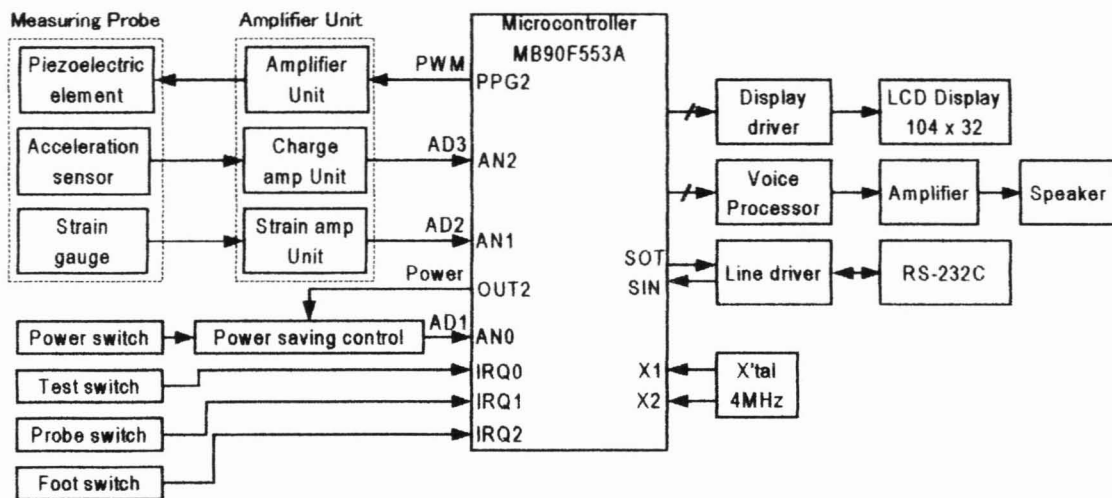 Measuring Probe
Amplifier Unit
Microcontroller
MB90F553A
Piezoelectric
element
Amplifier
Unit
PWM
PPG2
Acceleration
sensor
Charge
amp Unit
AD3
AN2
Strain
gauge
Strain amp
Unit
AD2
AN1
Power
OUT2
Power switch
Power saving control
AD1
AN0
Test switch
IRQ0
Probe switch
IRQ1
Foot switch
IRQ2
Display
driver
LCD Display
104 x 32
Voice
Processor
Amplifier
Speaker
SOT
SIN
Line driver
RS-232C
X1
X2
X'tal
4MHz